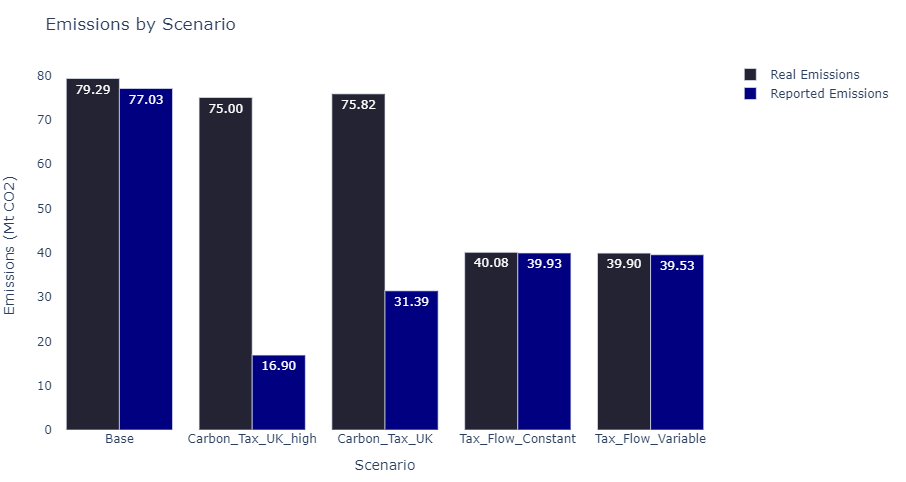 Emissions by Scenario
Real Emissions
Reported Emissions
Emissions (Mt CO2)
80
70
60
50
40
30
20
10
0
79.29
77.03
75.00
16.90
75.82
31.39
40.08
39.93
39.90
39.53
Base
Carbon_Tax_UK_high
Carbon_Tax_UK
Tax_Flow_Constant
Tax_Flow_Variable
Scenario